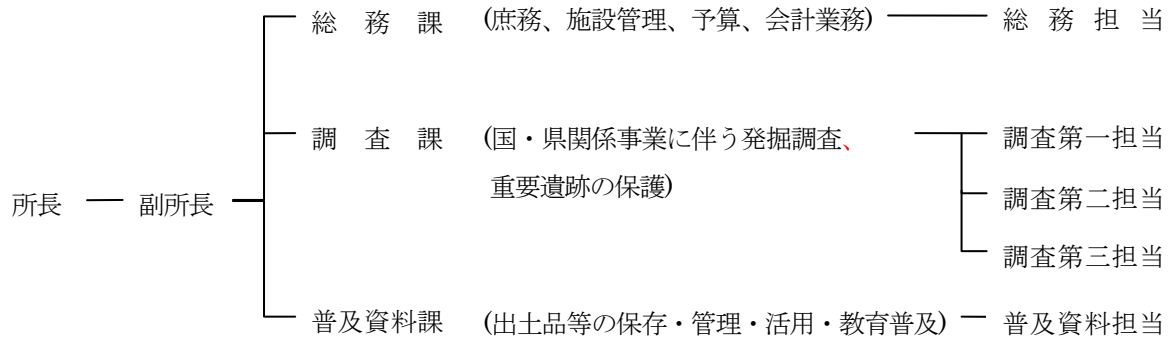 総務課 (庶務、施設管理、予算、会計業務) 総務担当
調査課 (国・県関係事業に伴う発掘調査、 調査第一担当
重要遺跡の保護)
所長 副所長 調査第二担当
調査第三担当
普及資料課 (出土品等の保存・管理・活用・教育普及) 普及資料担当